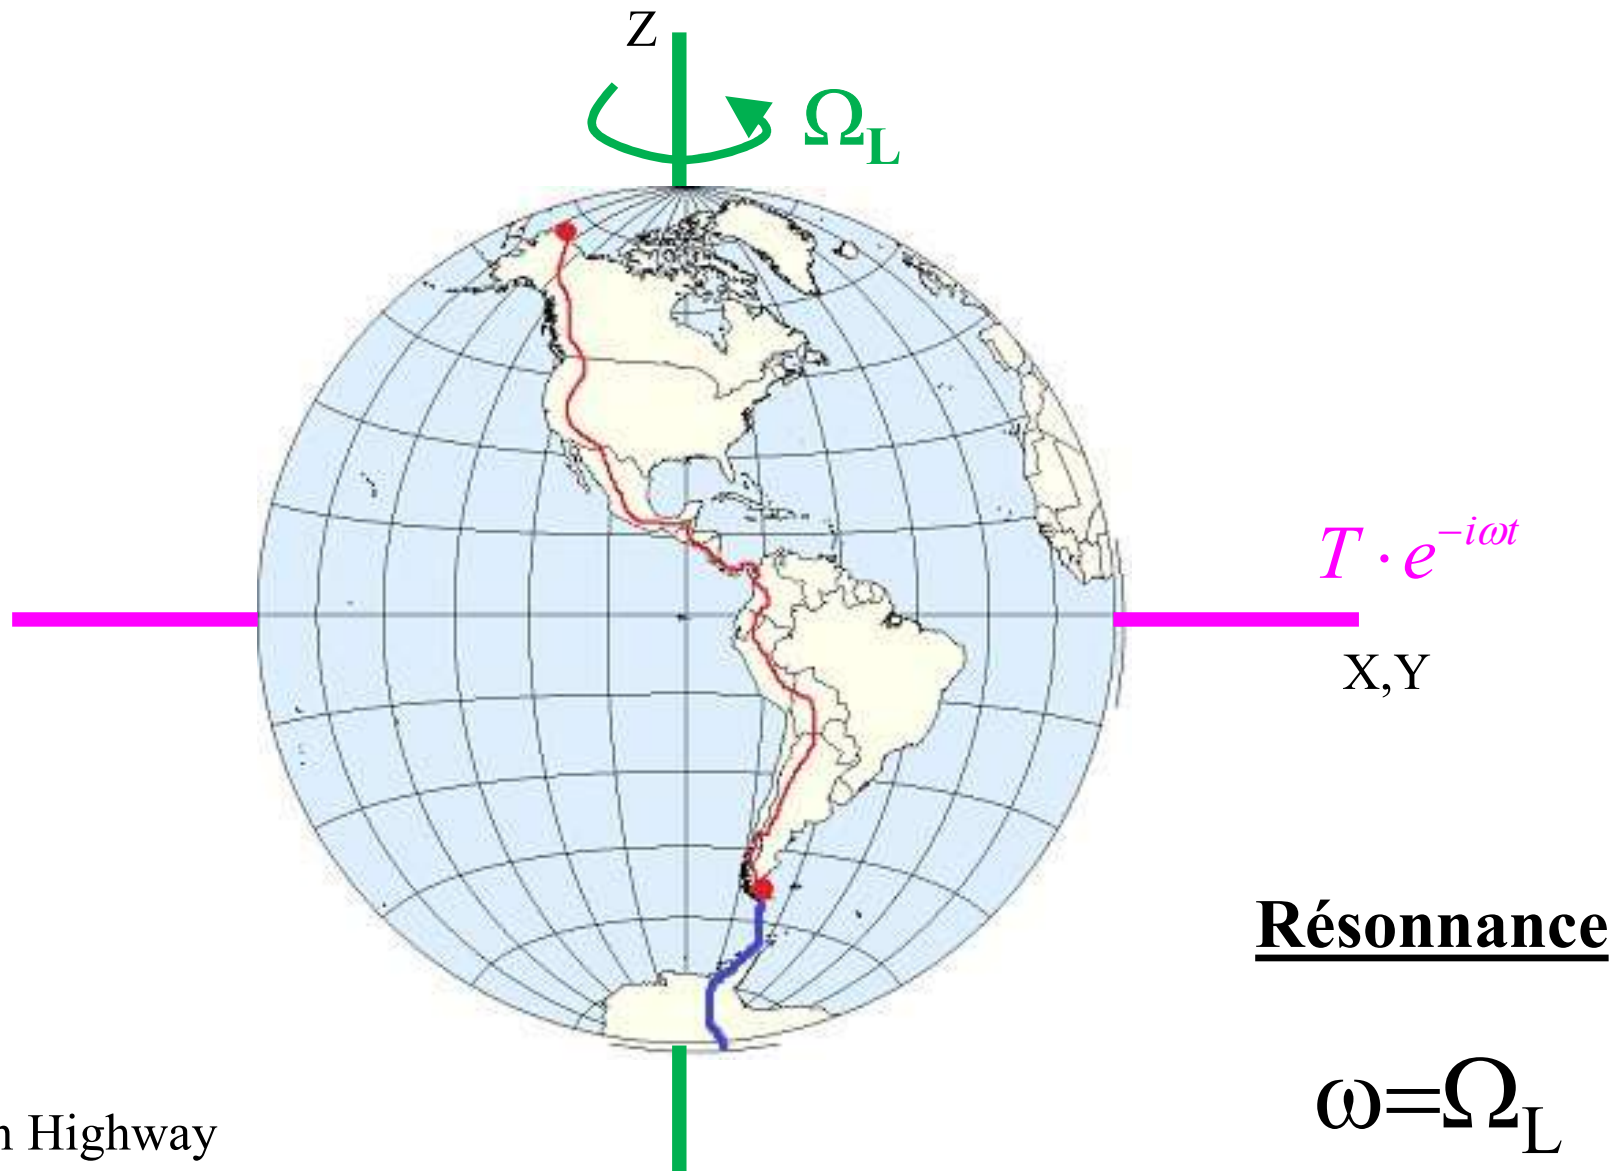 Z
Ω_L
T · e^{-iωt}
X,Y
Résonnance
ω=Ω_L
Highway